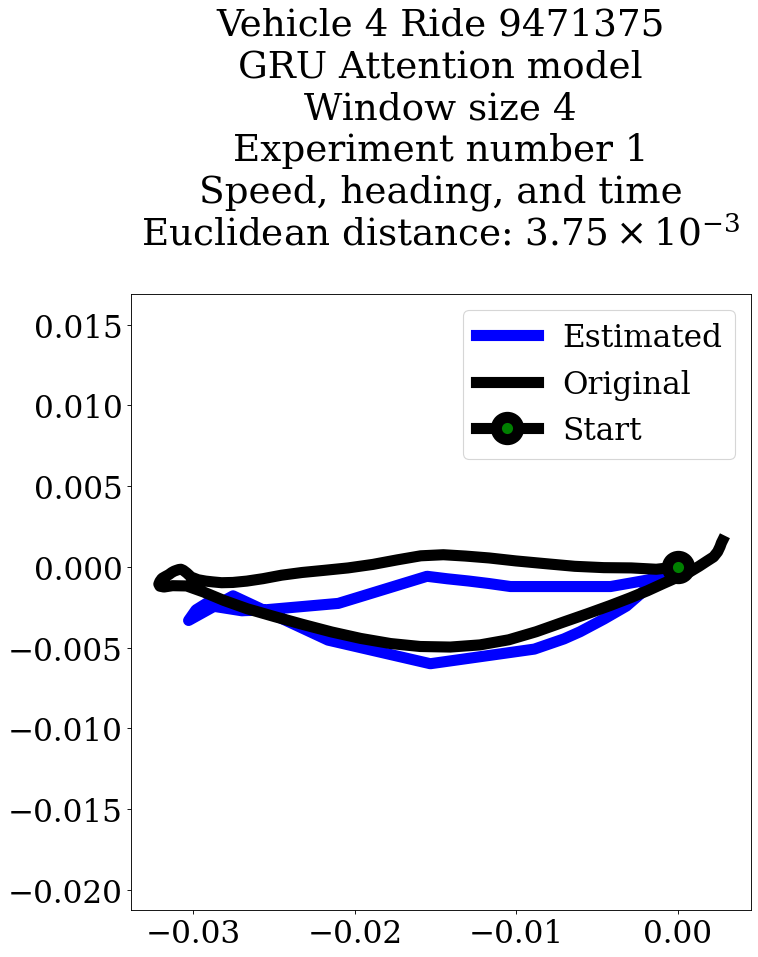 Vehicle 4 Ride 9471375
GRU Attention model
Window size 4
Experiment number 1
Speed, heading, and time
Euclidean distance: 3.75 × 10⁻³
Estimated
Original
Start
0.015
0.010
0.005
0.000
−0.005
−0.010
−0.015
−0.020
−0.03 −0.02 −0.01 0.00